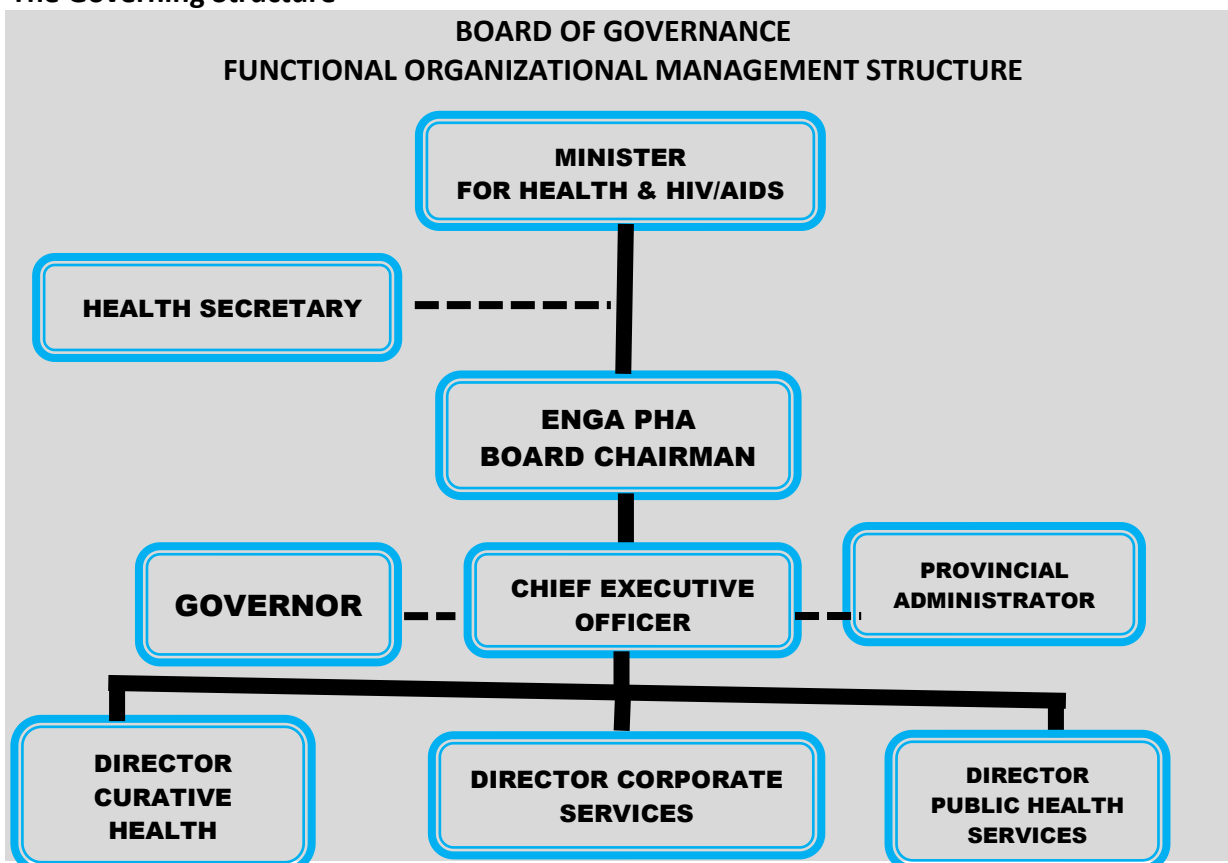 The Governing Structure
BOARD OF GOVERNANCE
FUNCTIONAL ORGANIZATIONAL MANAGEMENT STRUCTURE
MINISTER
FOR HEALTH & HIV/AIDS
HEALTH SECRETARY
ENGA PHA
BOARD CHAIRMAN
GOVERNOR
CHIEF EXECUTIVE
OFFICER
PROVINCIAL
ADMINISTRATOR
DIRECTOR
CURATIVE
HEALTH
DIRECTOR CORPORATE
SERVICES
DIRECTOR
PUBLIC HEALTH
SERVICES